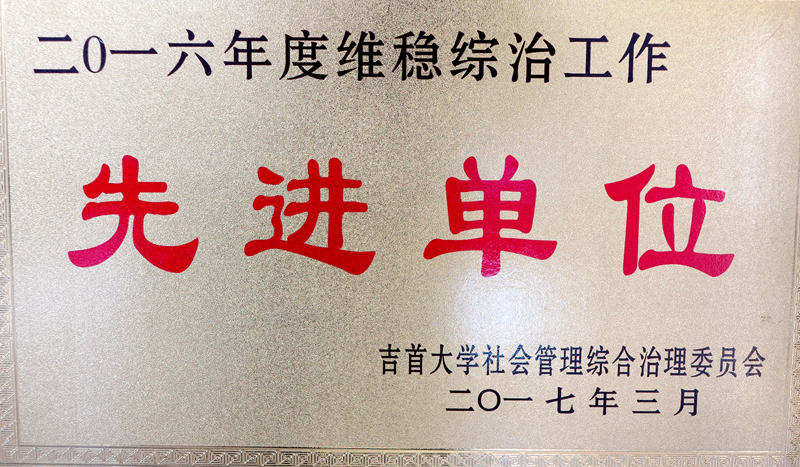 二0一六年度维稳综治工作
先进单位
吉首大学社会管理综合治理委员会
二〇一七年三月